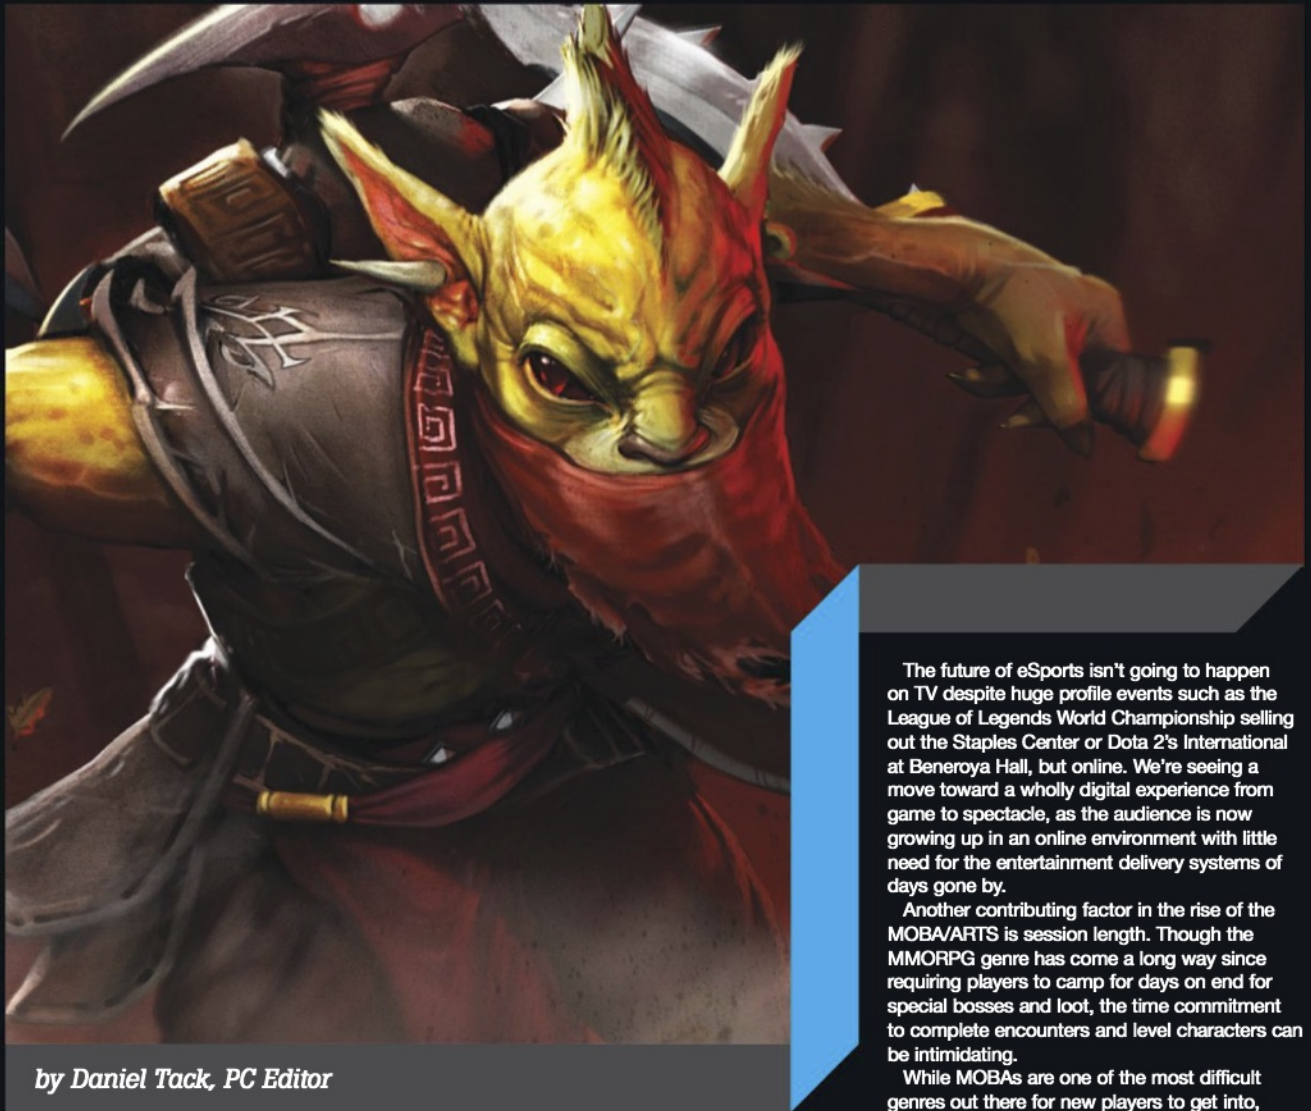 The future of eSports isn't going to happen
on TV despite huge profile events such as the
League of Legends World Championship selling
out the Staples Center or Dota 2's International
at Beneroya Hall, but online. We're seeing a
move toward a wholly digital experience from
game to spectacle, as the audience is now
growing up in an online environment with little
need for the entertainment delivery systems of
days gone by.
Another contributing factor in the rise of the
MOBA/ARTS is session length. Though the
MMORPG genre has come a long way since
requiring players to camp for days on end for
special bosses and loot, the time commitment
to complete encounters and level characters can
be intimidating.
While MOBAs are one of the most difficult
genres out there for new players to get into,
by Daniel Tack, PC Editor